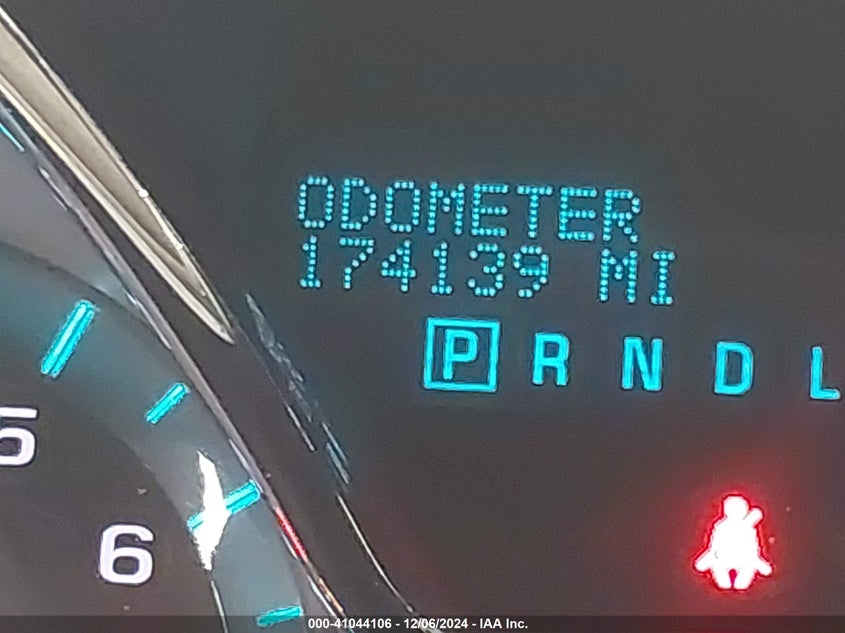 ODOMETER
174139 MI
P R N D L
5
6
000-41044106 - 12/06/2024 - IAA Inc.